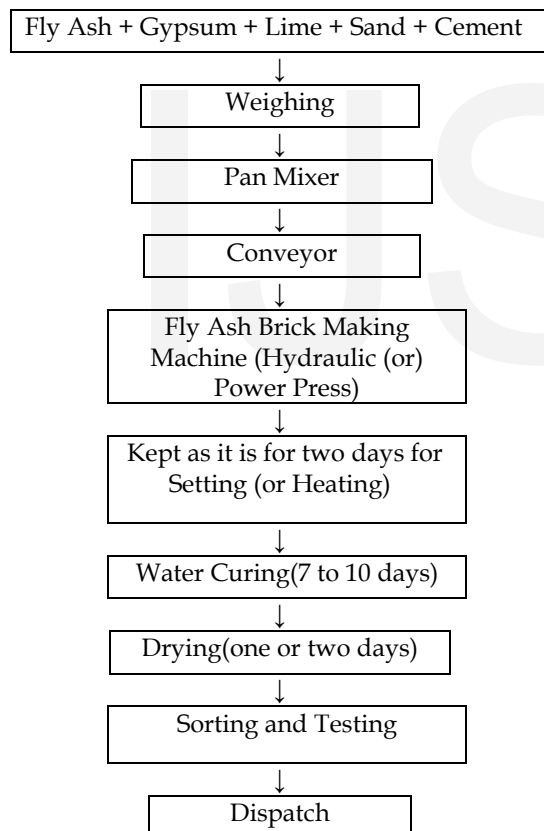 Fly Ash + Gypsum + Lime + Sand + Cement
↓
Weighing
↓
Pan Mixer
↓
Conveyor
↓
Fly Ash Brick Making
Machine (Hydraulic (or)
Power Press)
↓
Kept as it is for two days for
Setting (or Heating)
↓
Water Curing(7 to 10 days)
↓
Drying(one or two days)
↓
Sorting and Testing
↓
Dispatch
IJS